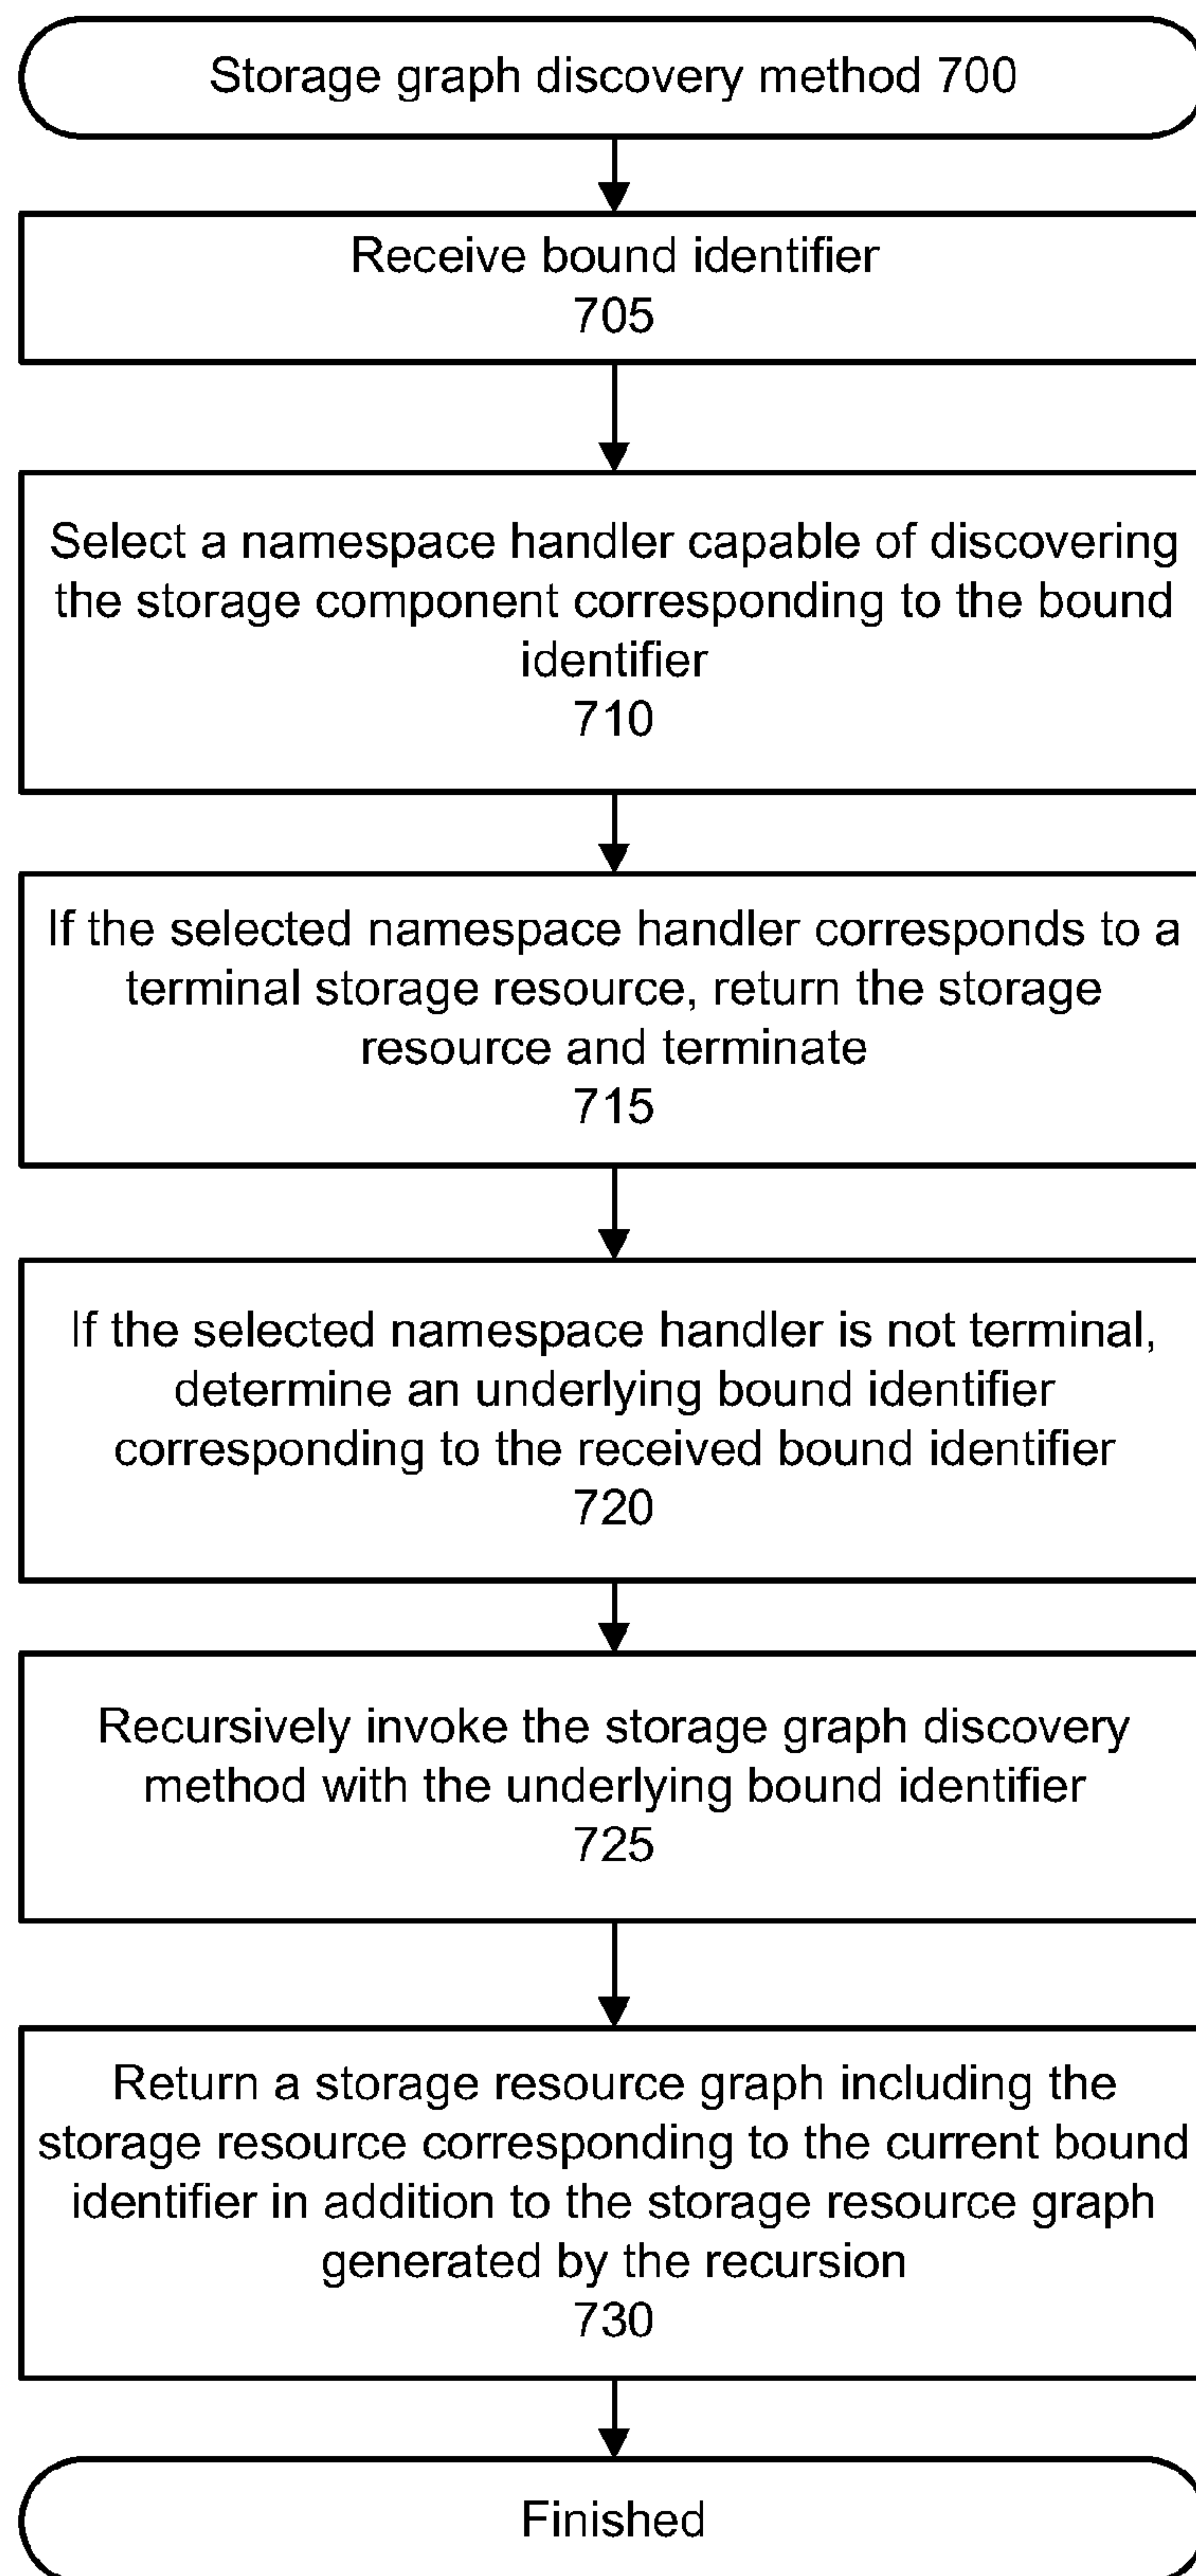 Storage graph discovery method 700
Receive bound identifier
705
Select a namespace handler capable of discovering
the storage component corresponding to the bound
identifier
710
If the selected namespace handler corresponds to a
terminal storage resource, return the storage
resource and terminate
715
If the selected namespace handler is not terminal,
determine an underlying bound identifier
corresponding to the received bound identifier
720
Recursively invoke the storage graph discovery
method with the underlying bound identifier
725
Return a storage resource graph including the
storage resource corresponding to the current bound
identifier in addition to the storage resource graph
generated by the recursion
730
Finished